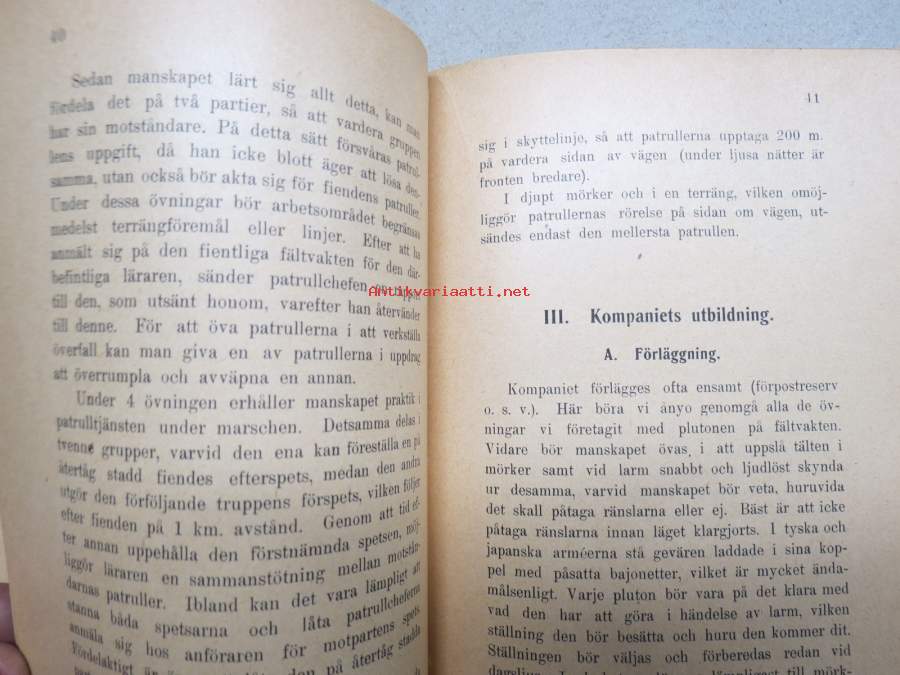 40
Sedan manskapet lärt sig allt detta, kan man
fördela det på två partier, så att vardera gruppen
har sin motståndare. På detta sätt försvåras patrul-
lens uppgift, då han icke blott äger att lösa den-
samma, utan också bör akta sig för fiendens patruller.
Under dessa övningar bör arbetsområdet begränsas
medelst terrängföremål eller linjer. Efter att ha
anmält sig på den fientliga fältvakten för den där-
befintliga läraren, sänder patrullchefen
till den, som utsänt honom, varefter han återvänder
till denne. För att öva patrullerna i att verkställa
överfall kan man giva en av patrullerna i uppdrag
att överrumpla och avväpna en annan.
Under 4 övningen erhåller manskapet praktik i
patrulltjänsten under marschen. Detsamma delas i
tvenne grupper, varvid den ena kan föreställa en på
återtåg stadd fiendes efterspets, medan den andra
utgör den förföljande truppens förspets, vilken följer
efter fienden på 1 km. avstånd. Genom att tid ef-
ter annan uppehålla den förstnämnda spetsen, möj-
liggör läraren en sammanstötning mellan motstån-
darnas patruller. Ibland kan det vara lämpligt att
stanna båda spetsarna och låta patrullcheferna
anmäla sig hos anföraren för motpartens spets.
Fördelaktigt är den på återtåg stadda
41
sig i skyttelinje, så att patrullerna upptaga 200 m.
på vardera sidan av vägen (under ljusa nätter är
fronten bredare).
I djupt mörker och i en terräng, vilken omöj-
liggör patrullernas rörelse på sidan om vägen, ut-
sändes endast den mellersta patrullen.
Antikvariaatti.net
III. Kompaniets utbildning.
A. Förläggning.
Kompaniet förlägges ofta ensamt (förpostreserv
o. s. v.). Här böra vi ånyo genomgå alla de öv-
ningar vi företagit med plutonen på fältvakten.
Vidare bör manskapet övas i att uppslå tälten i
mörker samt vid larm snabbt och ljudlöst skynda
ur desamma, varvid manskapet bör veta, huruvida
det skall påtaga ränslarna eller ej. Bäst är att icke
påtaga ränslarna innan läget klargjorts. I tyska och
japanska arméerna stå gevären laddade i sina kop-
pel med påsatta bajonetter, vilket är mycket ända-
målsenligt. Varje pluton bör vara på det klara med
vad den har att göra i händelse av larm, vilken
ställning den bör besätta och huru den kommer dit.
Ställningen bör väljas och förberedas redan vid
till mörk-